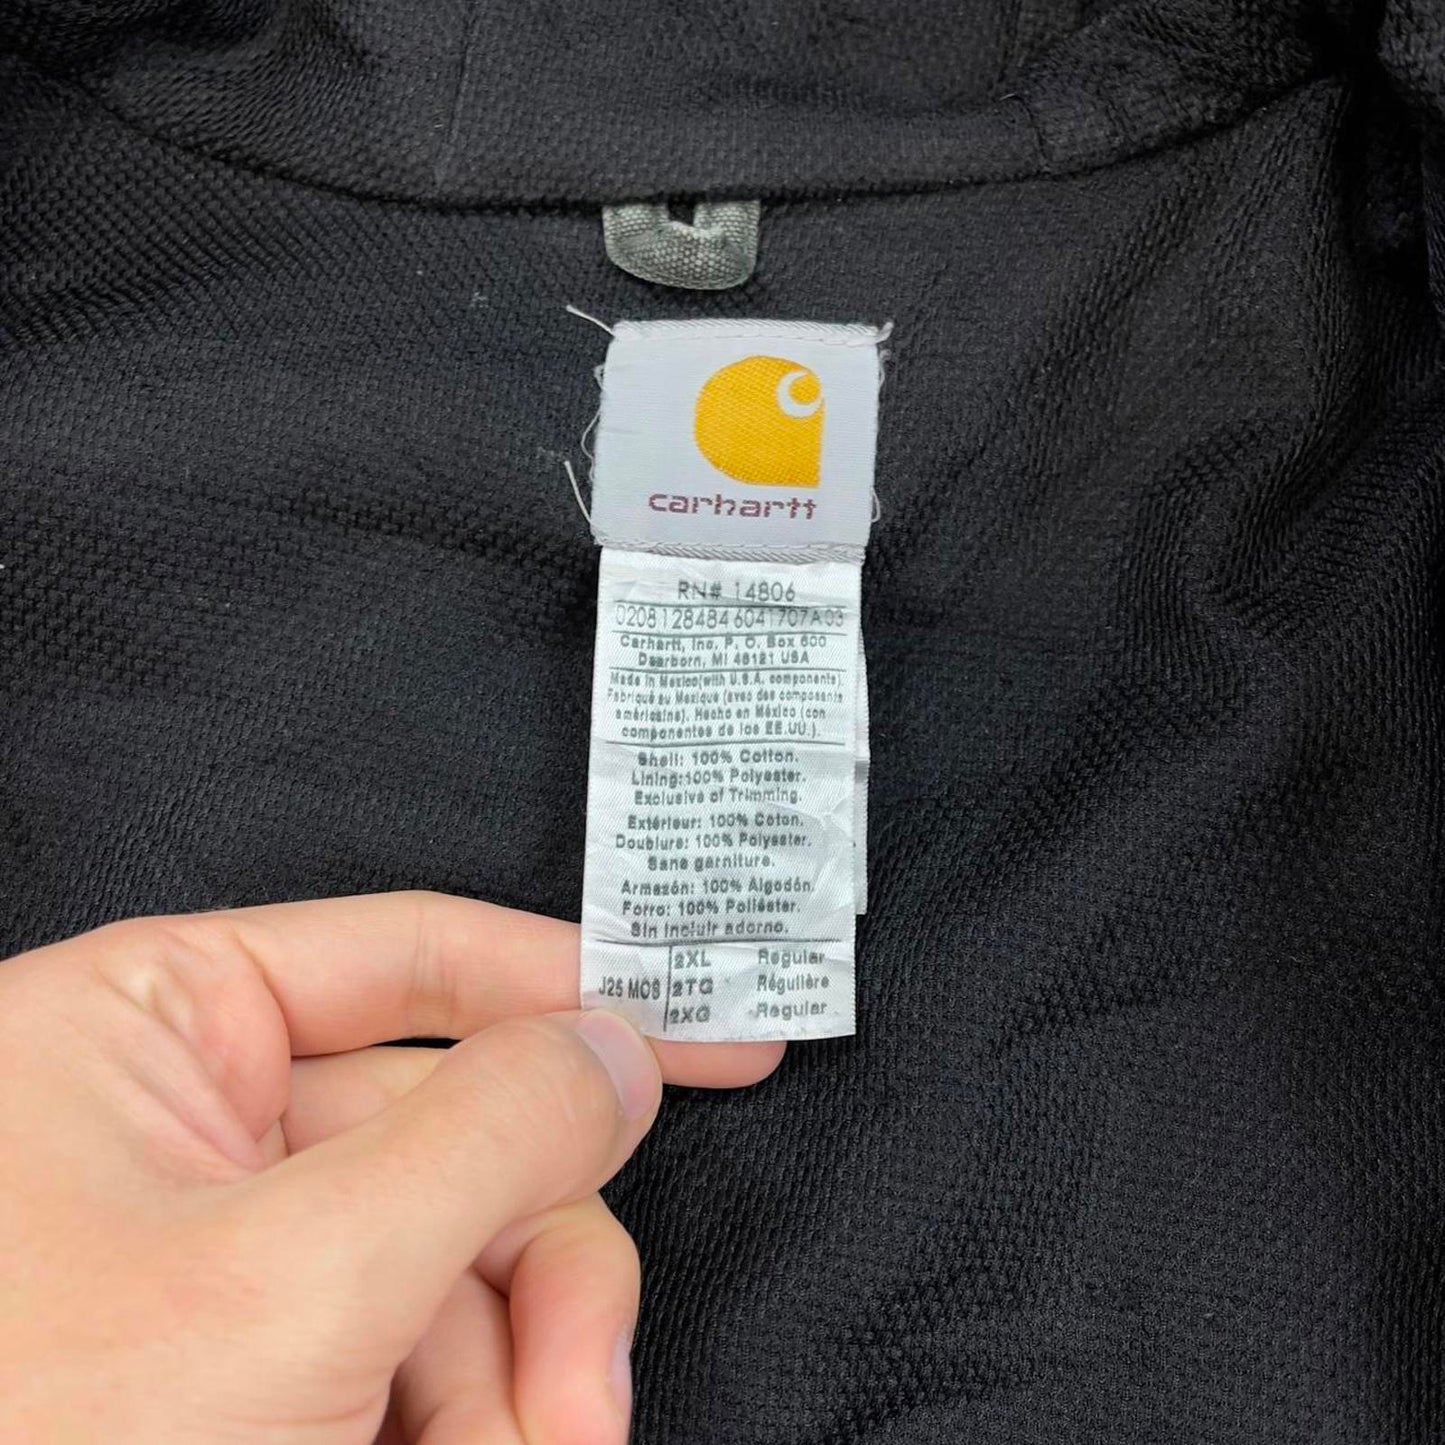 carhartt
RN# 14806
02081284846041707A03
Carhartt, Inc. P. O. Box 600
Dearborn, MI 48121 USA
Made in Mexico(with U.S.A. components).
Fabriqué au Mexique (avec des composants
américains). Hecho en México (con
componentes de los EE.UU.).
Shell: 100% Cotton.
Lining:100% Polyester.
Exclusive of Trimming.
Extérieur: 100% Coton.
Doublure: 100% Polyester.
Sans garniture.
Armazón: 100% Algodón.
Forro: 100% Poliéster.
Sin incluir adorno.
2XL Regular
J25 MOS 2TG Régulière
2XG Regular